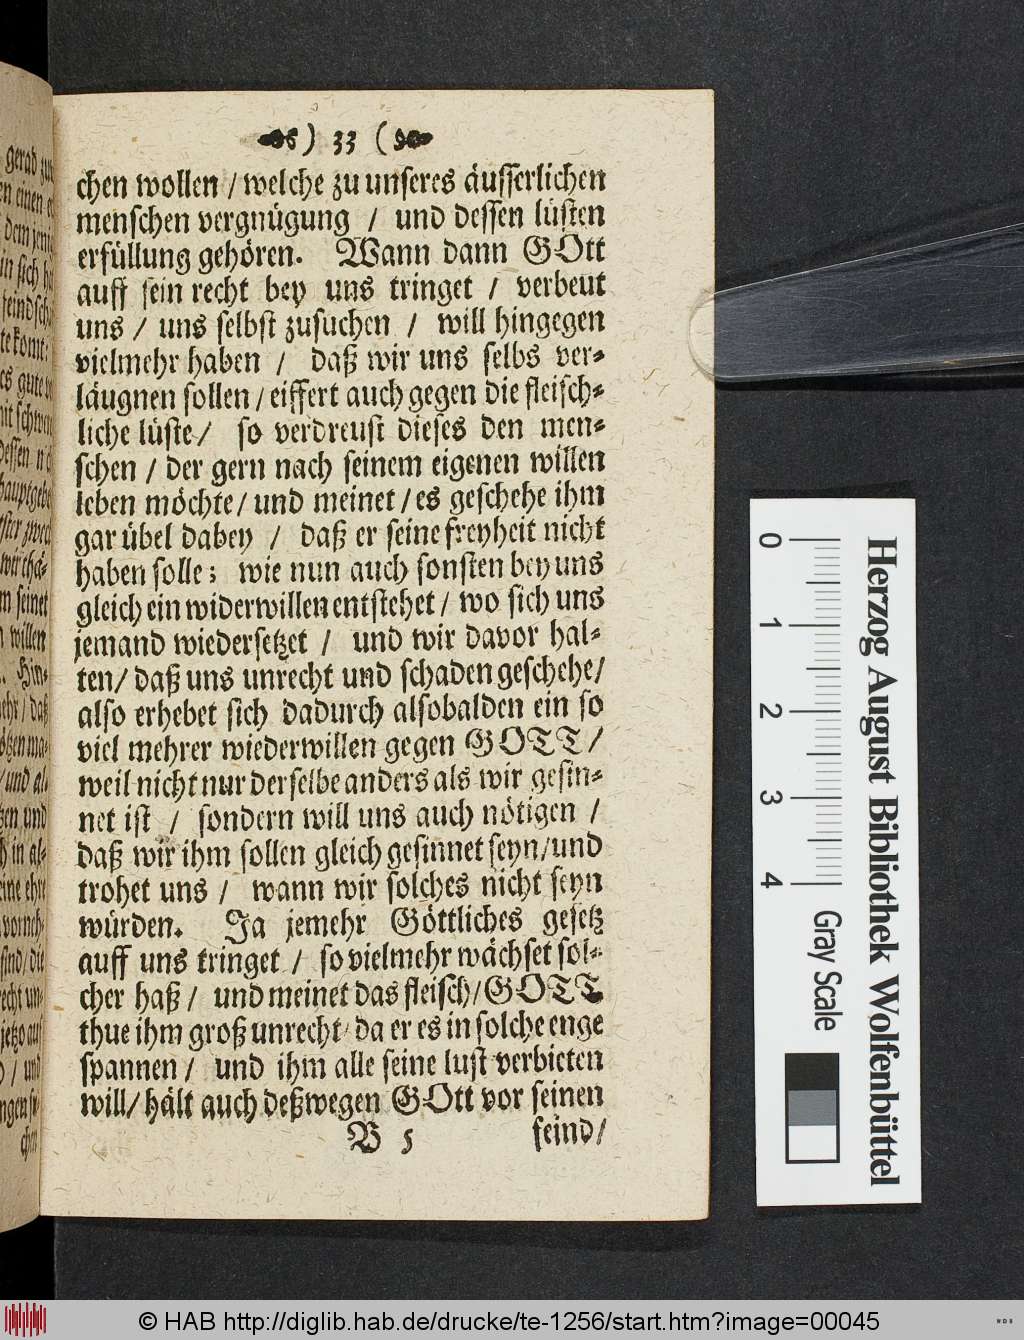 ) 33 (
chen wollen / welche zu unseres äusserlichen
menschen vergnügung / und dessen lüsten
erfüllung gehören. Wann dann GOtt
auff sein recht bey uns tringet / verbeut
uns / uns selbst zusuchen / will hingegen
vielmehr haben / daß wir uns selbs ver-
läugnen sollen / eiffert auch gegen die fleisch-
liche lüste / so verdreust dieses den men-
schen / der gern nach seinem eigenen willen
leben möchte / und meinet / es geschehe ihm
gar übel dabey / daß er seine freyheit nicht
haben solle; wie nun auch sonsten bey uns
gleich ein widerwillen entstehet / wo sich uns
jemand wiedersetzet / und wir davor hal-
ten / daß uns unrecht und schaden geschehe /
also erhebet sich dadurch alsobalden ein so
viel mehrer wiederwillen gegen GOTT /
weil nicht nur derselbe anders als wir gesin-
net ist / sondern will uns auch nötigen /
daß wir ihm sollen gleich gesinnet seyn / und
trohet uns / wann wir solches nicht seyn
würden. Ja jemehr Göttliches gesetz
auff uns tringet / so vielmehr wächset sol-
cher haß / und meinet das fleisch / GOTT
thue ihm groß unrecht / da er es in solche enge
spannen / und ihm alle seine lust verbieten
will / hält auch deßwegen GOtt vor seinen
B 5 feind /
Herzog August Bibliothek Wolfenbüttel
0 1 2 3 4 Gray Scale
© HAB http://diglib.hab.de/drucke/te-1256/start.htm?image=00045